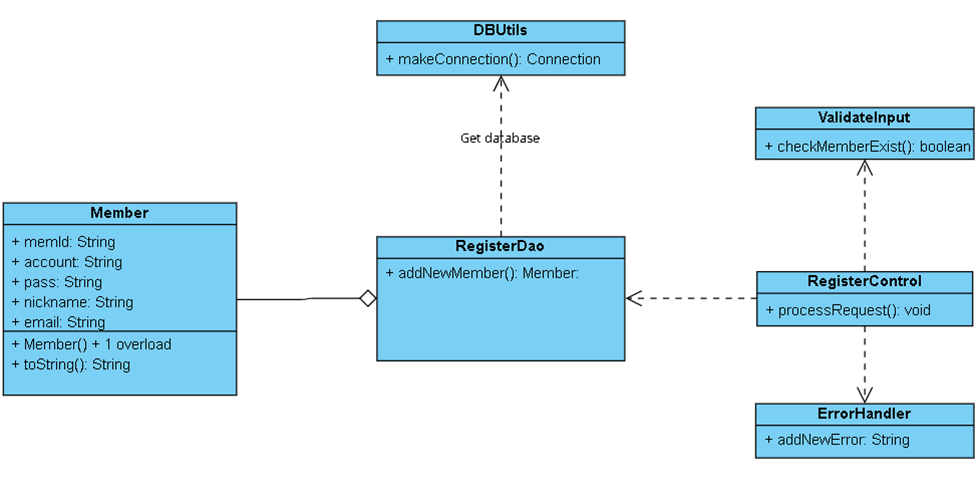 DBUtils
+ makeConnection(): Connection
Get database
ValidateInput
+ checkMemberExist(): boolean
Member
+ memId: String
+ account: String
+ pass: String
+ nickname: String
+ email: String
+ Member() + 1 overload
+ toString(): String
RegisterDao
+ addNewMember(): Member:
RegisterControl
+ processRequest(): void
ErrorHandler
+ addNewError: String